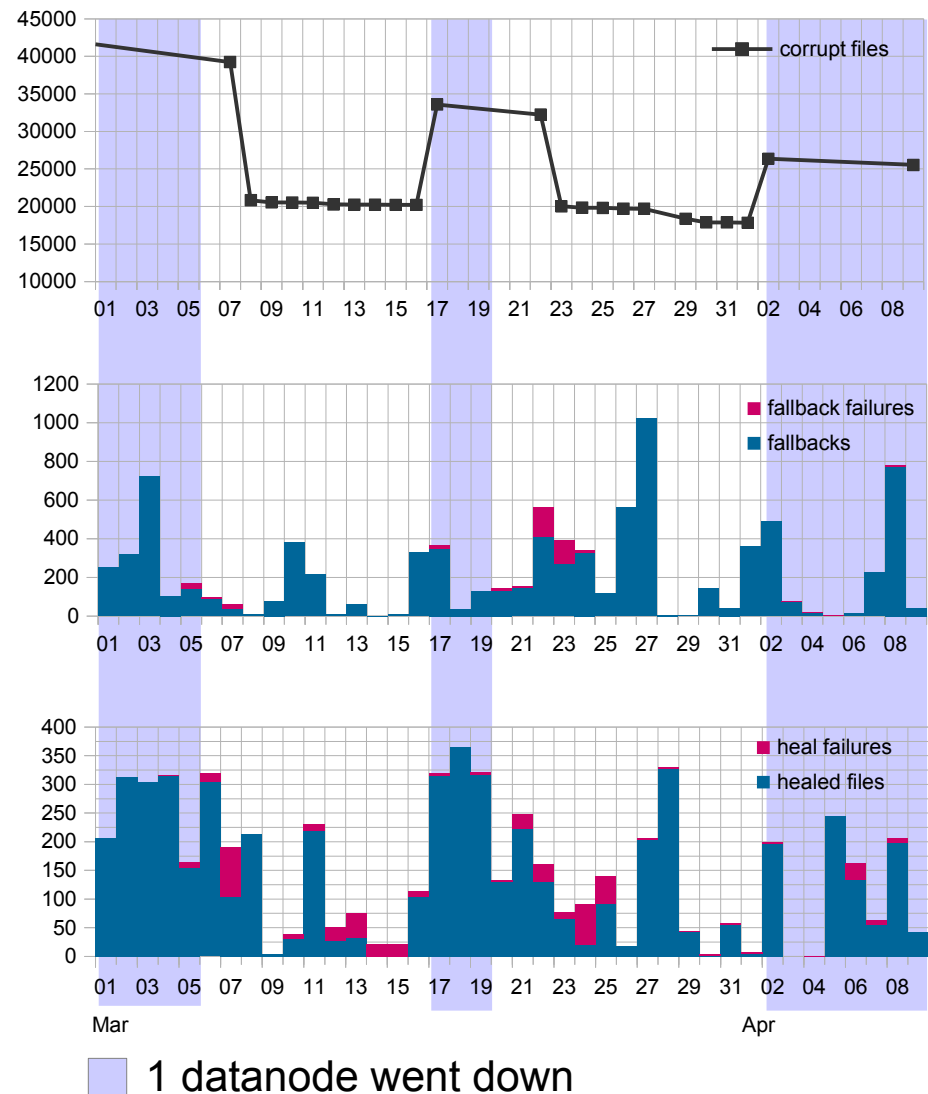 45000
40000
35000
30000
25000
20000
15000
10000
corrupt files
01 03 05 07 09 11 13 15 17 19 21 23 25 27 29 31 02 04 06 08
1200
1000
800
600
400
200
0
fallback failures
fallbacks
01 03 05 07 09 11 13 15 17 19 21 23 25 27 29 31 02 04 06 08
400
350
300
250
200
150
100
50
0
heal failures
healed files
01 03 05 07 09 11 13 15 17 19 21 23 25 27 29 31 02 04 06 08
Mar Apr
1 datanode went down